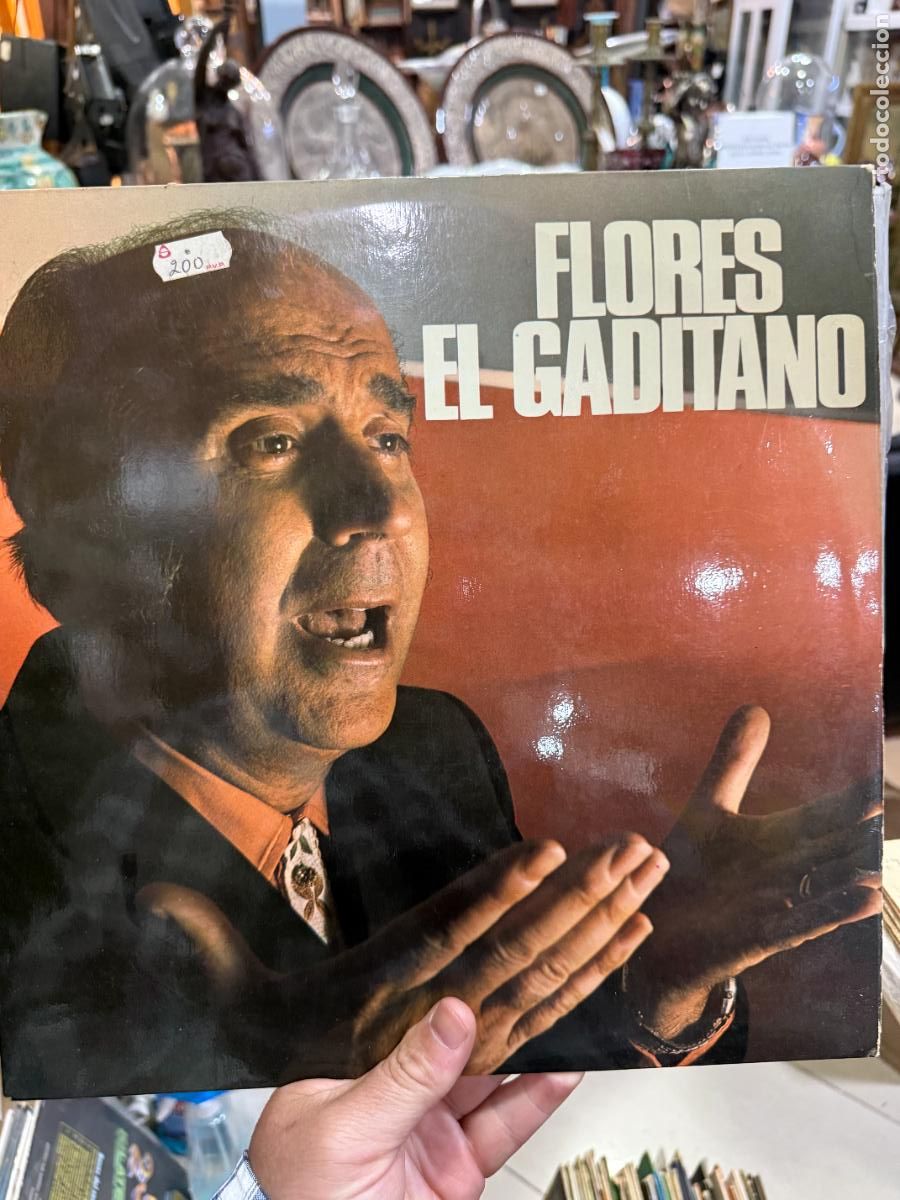 FLORES
EL GADITANO
200
todocoleccion